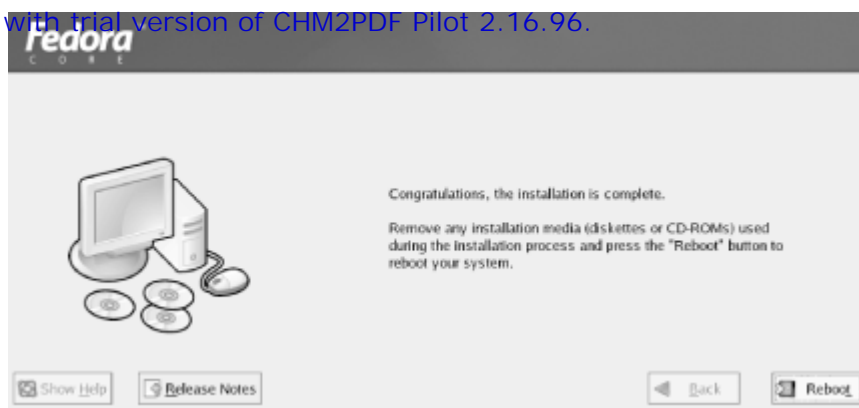 with trial version of CHM2PDF Pilot 2.16.96.
fedora
CORE
Congratulations, the installation is complete.
Remove any installation media (diskettes or CD-ROMs) used
during the installation process and press the "Reboot" button to
reboot your system.
Show Help
Release Notes
Back
Reboot